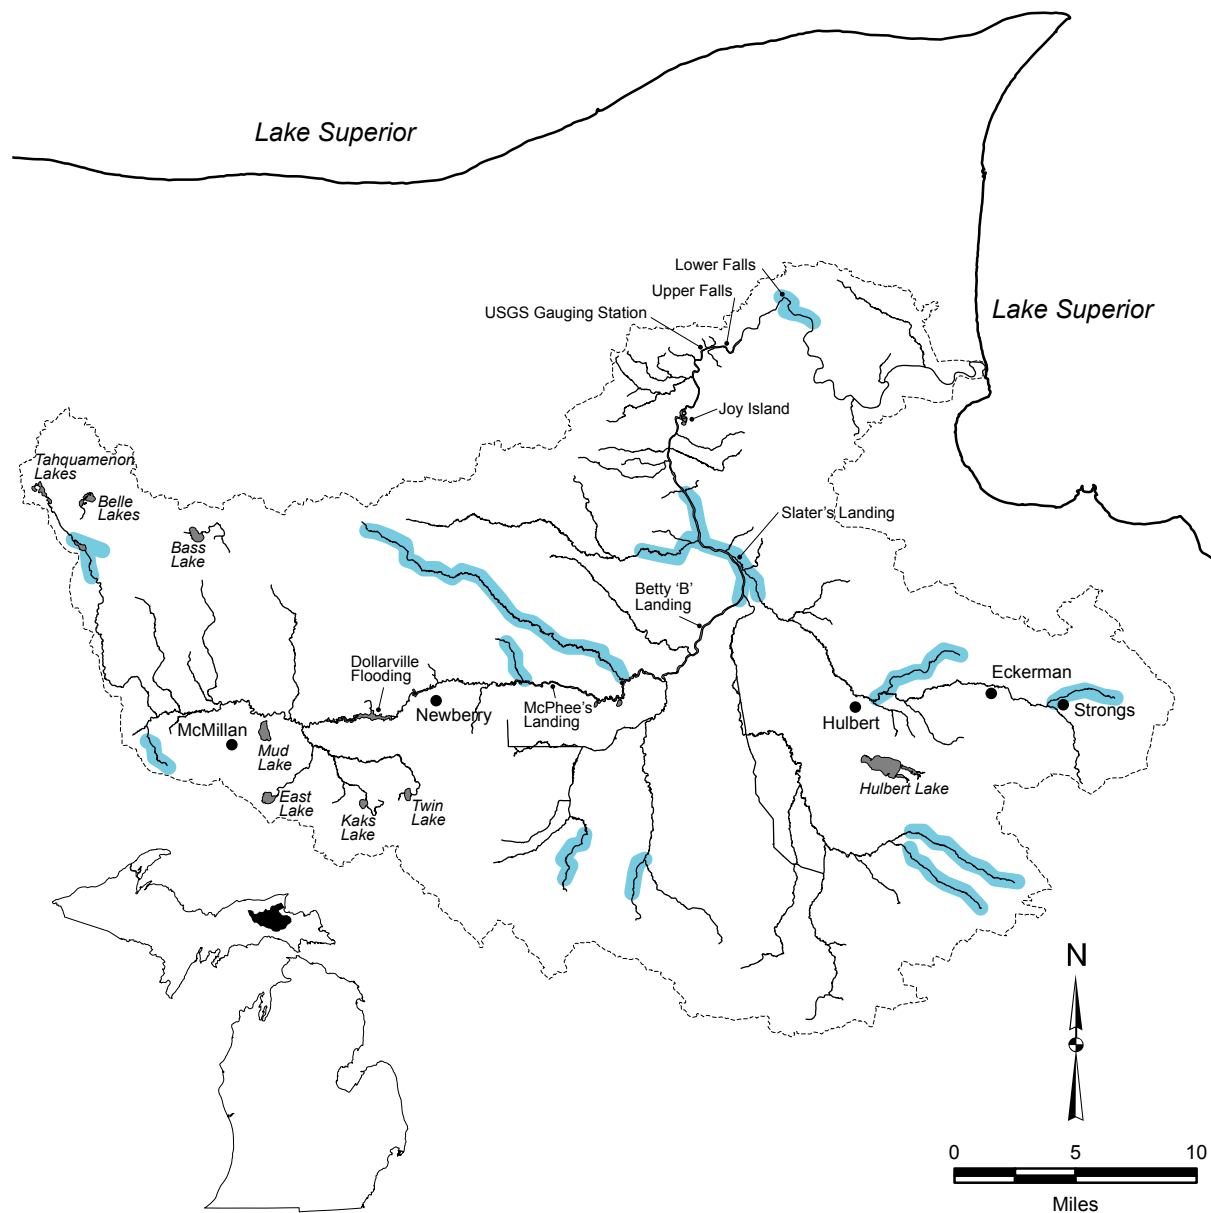 Lake Superior
Lower Falls
Upper Falls
USGS Gauging Station
Lake Superior
Joy Island
Tahquamenon
Lakes
Belle
Lakes
Bass
Lake
Slater's Landing
Betty 'B'
Landing
Dollarville
Flooding
Eckerman
Newberry
McPhee's
Landing
Hulbert
Strongs
McMillan
Mud
Lake
Hulbert Lake
East
Lake
Kaks
Lake
Twin
Lake
N
0 5 10
Miles